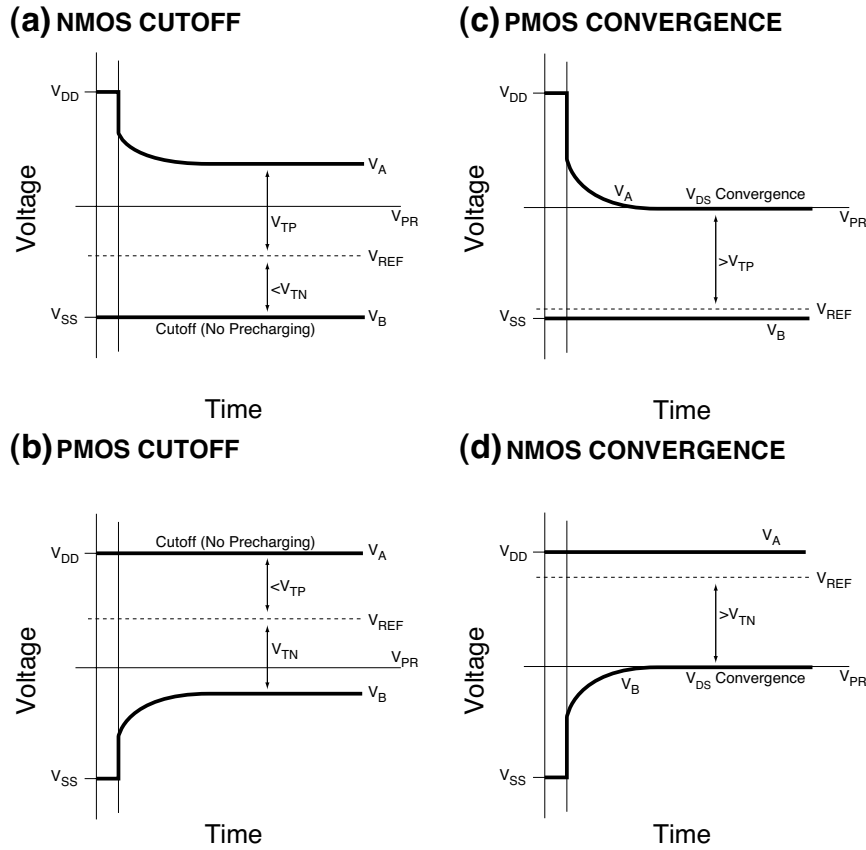 (a) NMOS CUTOFF
V_DD
V_A
V_PR
V_TP
V_REF
<V_TN
V_SS
V_B
Cutoff (No Precharging)
Voltage
Time
(b) PMOS CUTOFF
Cutoff (No Precharging)
V_DD
V_A
<V_TP
V_REF
V_TN
V_PR
V_B
V_SS
Voltage
Time
(c) PMOS CONVERGENCE
V_DD
V_A
V_DS Convergence
V_PR
>V_TP
V_REF
V_SS
V_B
Voltage
Time
(d) NMOS CONVERGENCE
V_A
V_DD
V_REF
>V_TN
V_B
V_DS Convergence
V_PR
V_SS
Voltage
Time